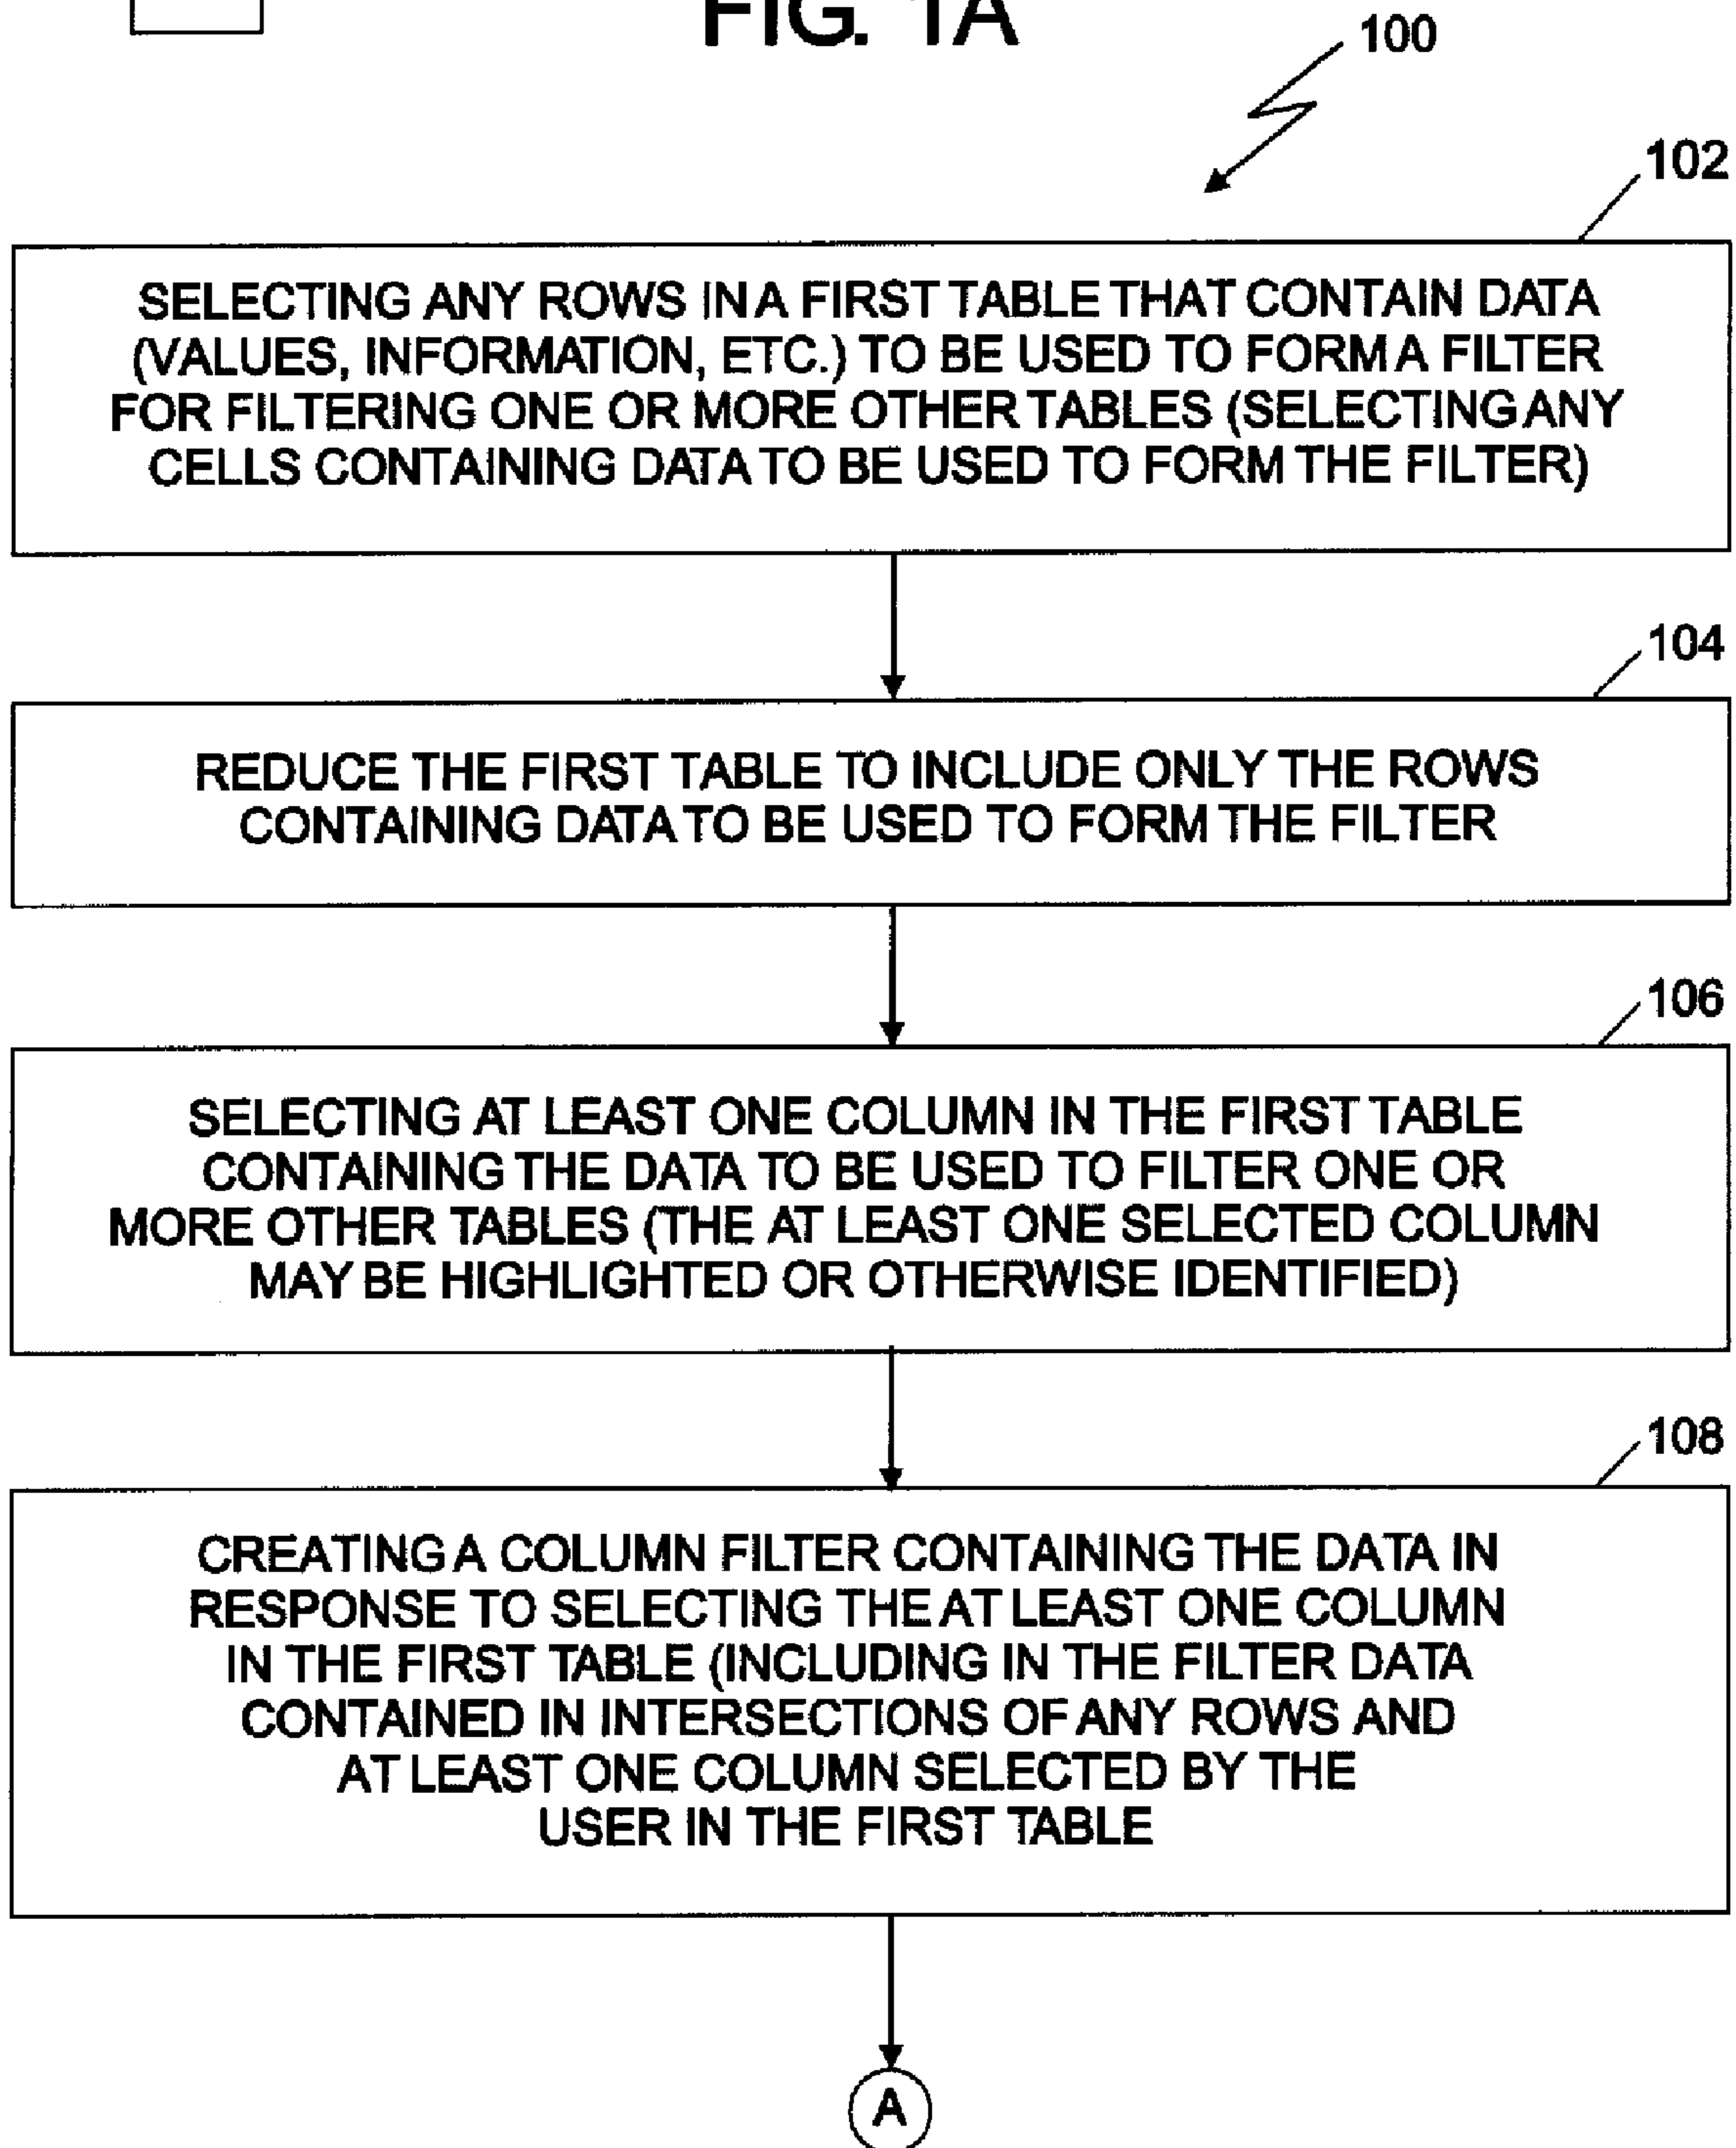 FIG. 1A
100
102
SELECTING ANY ROWS IN A FIRST TABLE THAT CONTAIN DATA
(VALUES, INFORMATION, ETC.) TO BE USED TO FORM A FILTER
FOR FILTERING ONE OR MORE OTHER TABLES (SELECTING ANY
CELLS CONTAINING DATA TO BE USED TO FORM THE FILTER)
104
REDUCE THE FIRST TABLE TO INCLUDE ONLY THE ROWS
CONTAINING DATA TO BE USED TO FORM THE FILTER
106
SELECTING AT LEAST ONE COLUMN IN THE FIRST TABLE
CONTAINING THE DATA TO BE USED TO FILTER ONE OR
MORE OTHER TABLES (THE AT LEAST ONE SELECTED COLUMN
MAY BE HIGHLIGHTED OR OTHERWISE IDENTIFIED)
108
CREATING A COLUMN FILTER CONTAINING THE DATA IN
RESPONSE TO SELECTING THE AT LEAST ONE COLUMN
IN THE FIRST TABLE (INCLUDING IN THE FILTER DATA
CONTAINED IN INTERSECTIONS OF ANY ROWS AND
AT LEAST ONE COLUMN SELECTED BY THE
USER IN THE FIRST TABLE
A